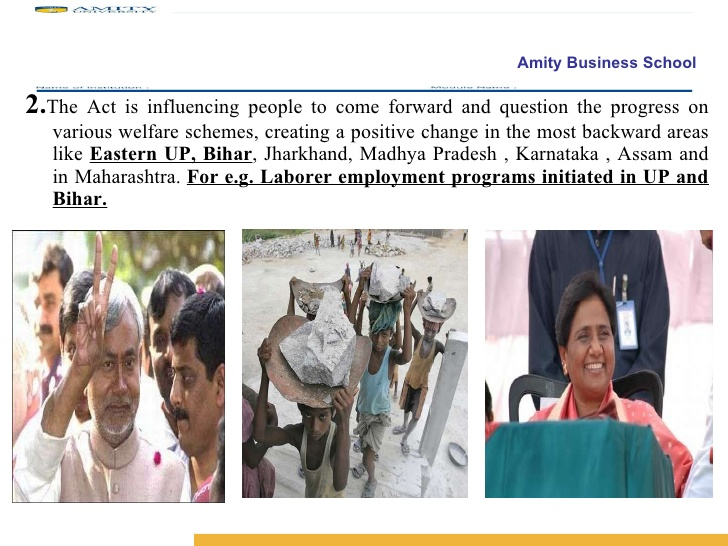 AMITY
Amity Business School
2.The Act is influencing people to come forward and question the progress on
various welfare schemes, creating a positive change in the most backward areas
like Eastern UP, Bihar, Jharkhand, Madhya Pradesh , Karnataka , Assam and
in Maharashtra. For e.g. Laborer employment programs initiated in UP and
Bihar.